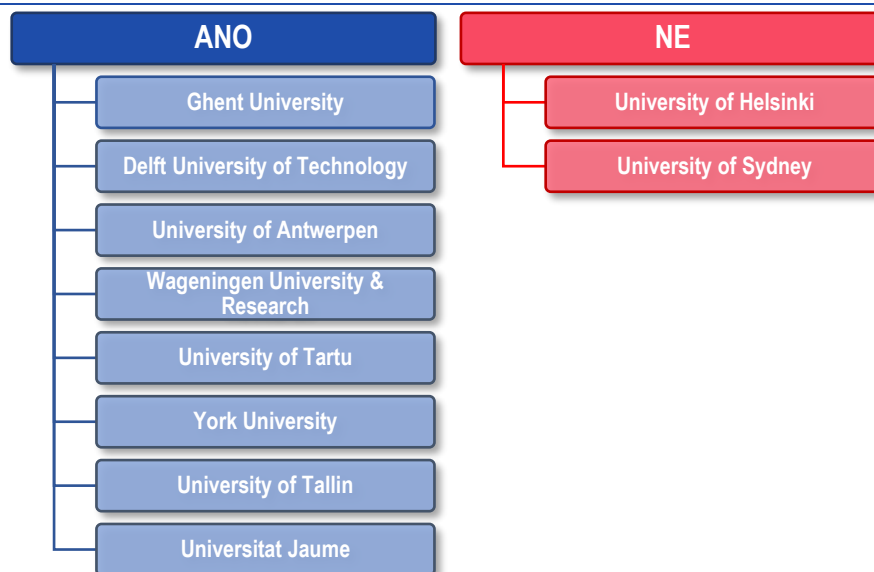 ANO
Ghent University
Delft University of Technology
University of Antwerpen
Wageningen University &
Research
University of Tartu
York University
University of Tallin
Universitat Jaume
NE
University of Helsinki
University of Sydney